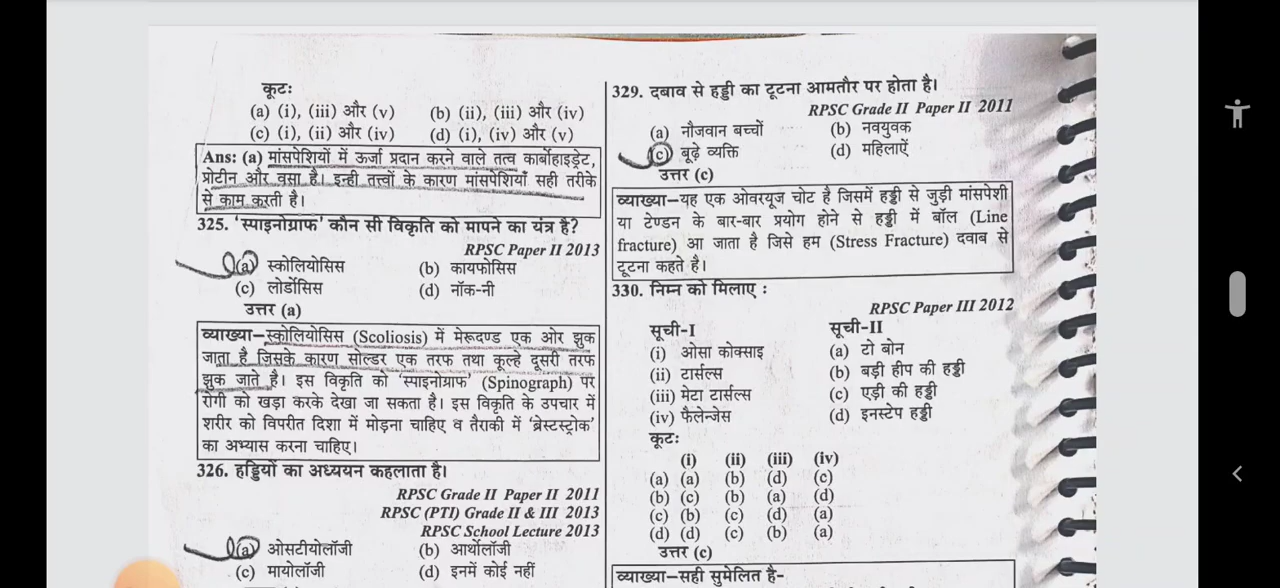 कूटः
(a) (i), (iii) और (v) (b) (ii), (iii) और (iv)
(c) (i), (ii) और (iv) (d) (i), (iv) और (v)
Ans: (a) मांसपेशियों में ऊर्जा प्रदान करने वाले तत्व कार्बोहाइड्रेट,
प्रोटीन और वसा है। इन्ही तत्त्वों के कारण मांसपेशियाँ सही तरीके
से काम करती है।
325. 'स्पाइनोग्राफ' कौन सी विकृति को मापने का यंत्र है?
RPSC Paper II 2013
(a) स्कोलियोसिस (b) कायफोसिस
(c) लोर्डोसिस (d) नॉक-नी
उत्तर (a)
व्याख्या–स्कोलियोसिस (Scoliosis) में मेरूदण्ड एक ओर झुक
जाता है जिसके कारण सोल्डर एक तरफ तथा कूल्हे दूसरी तरफ
झुक जाते है। इस विकृति को 'स्पाइनोग्राफ' (Spinograph) पर
रोगी को खड़ा करके देखा जा सकता है। इस विकृति के उपचार में
शरीर को विपरीत दिशा में मोड़ना चाहिए व तैराकी में 'ब्रेस्टस्ट्रोक'
का अभ्यास करना चाहिए।
326. हड्डियों का अध्ययन कहलाता है।
RPSC Grade II Paper II 2011
RPSC (PTI) Grade II & III 2013
RPSC School Lecture 2013
(a) ओसटीयोलॉजी (b) आर्थोलॉजी
(c) मायोलॉजी (d) इनमें कोई नहीं
329. दबाव से हड्डी का टूटना आमतौर पर होता है।
RPSC Grade II Paper II 2011
(a) नौजवान बच्चों (b) नवयुवक
(c) बूढ़े व्यक्ति (d) महिलाऐं
उत्तर (c)
व्याख्या–यह एक ओवरयूज चोट है जिसमें हड्डी से जुड़ी मांसपेशी
या टेण्डन के बार-बार प्रयोग होने से हड्डी में बॉल (Line
fracture) आ जाता है जिसे हम (Stress Fracture) दवाब से
टूटना कहते है।
330. निम्न को मिलाए :
RPSC Paper III 2012
सूची-I सूची-II
(i) ओसा कोक्साइ (a) टो बोन
(ii) टार्सल्स (b) बड़ी हीप की हड्डी
(iii) मेटा टार्सल्स (c) एड़ी की हड्डी
(iv) फैलेन्जेस (d) इनस्टेप हड्डी
कूटः
(i) (ii) (iii) (iv)
(a) (a) (b) (d) (c)
(b) (c) (b) (a) (d)
(c) (b) (c) (d) (a)
(d) (d) (c) (b) (a)
उत्तर (c)
व्याख्या–सही सुमेलित है-